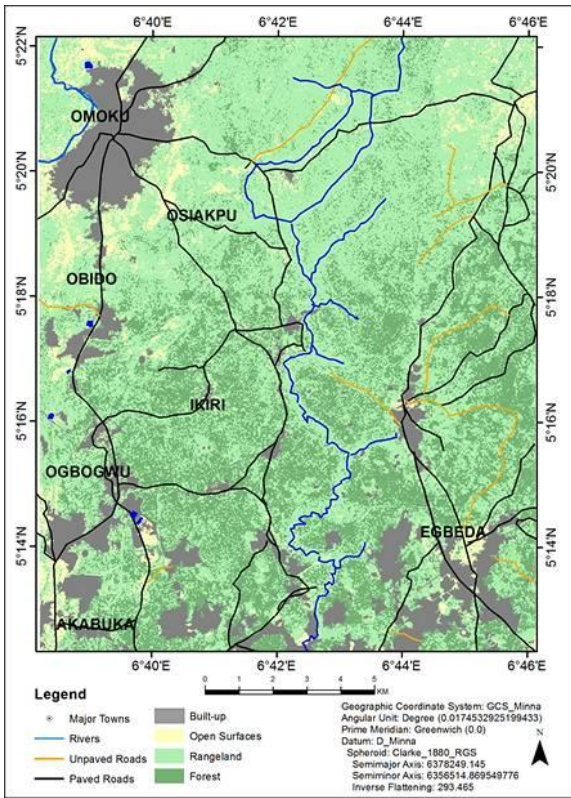 6°40'E 6°42'E 6°44'E 6°46'E
5°22'N 5°22'N
OMOKU
5°20'N 5°20'N
OSIAKPU
OBIDO
5°18'N 5°18'N
IKIRI
5°16'N 5°16'N
OGBOGWU
EGBEDA
5°14'N 5°14'N
AKABUKA
6°40'E 6°42'E 6°44'E 6°46'E
0 1 2 3 4 5
KM
Legend
Major Towns
Rivers
Unpaved Roads
Paved Roads
Built-up
Open Surfaces
Rangeland
Forest
Geographic Coordinate System: GCS_Minna
Angular Unit: Degree (0.0174532925199433)
Prime Meridian: Greenwich (0.0)
Datum: D_Minna
Spheroid: Clarke_1880_RGS
Semimajor Axis: 6378249.145
Semiminor Axis: 6356514.869549776
Inverse Flattening: 293.465
N